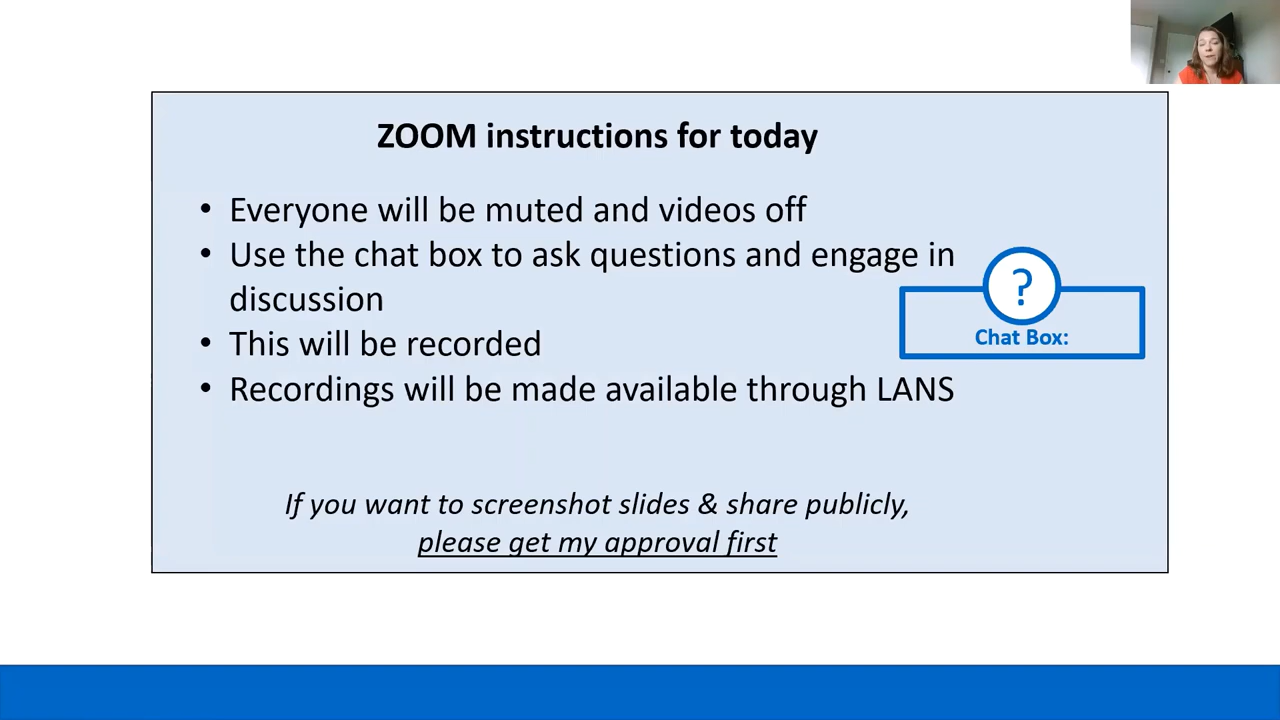 ZOOM instructions for today
• Everyone will be muted and videos off
• Use the chat box to ask questions and engage in
discussion
• This will be recorded
• Recordings will be made available through LANS
?
Chat Box:
If you want to screenshot slides & share publicly,
please get my approval first